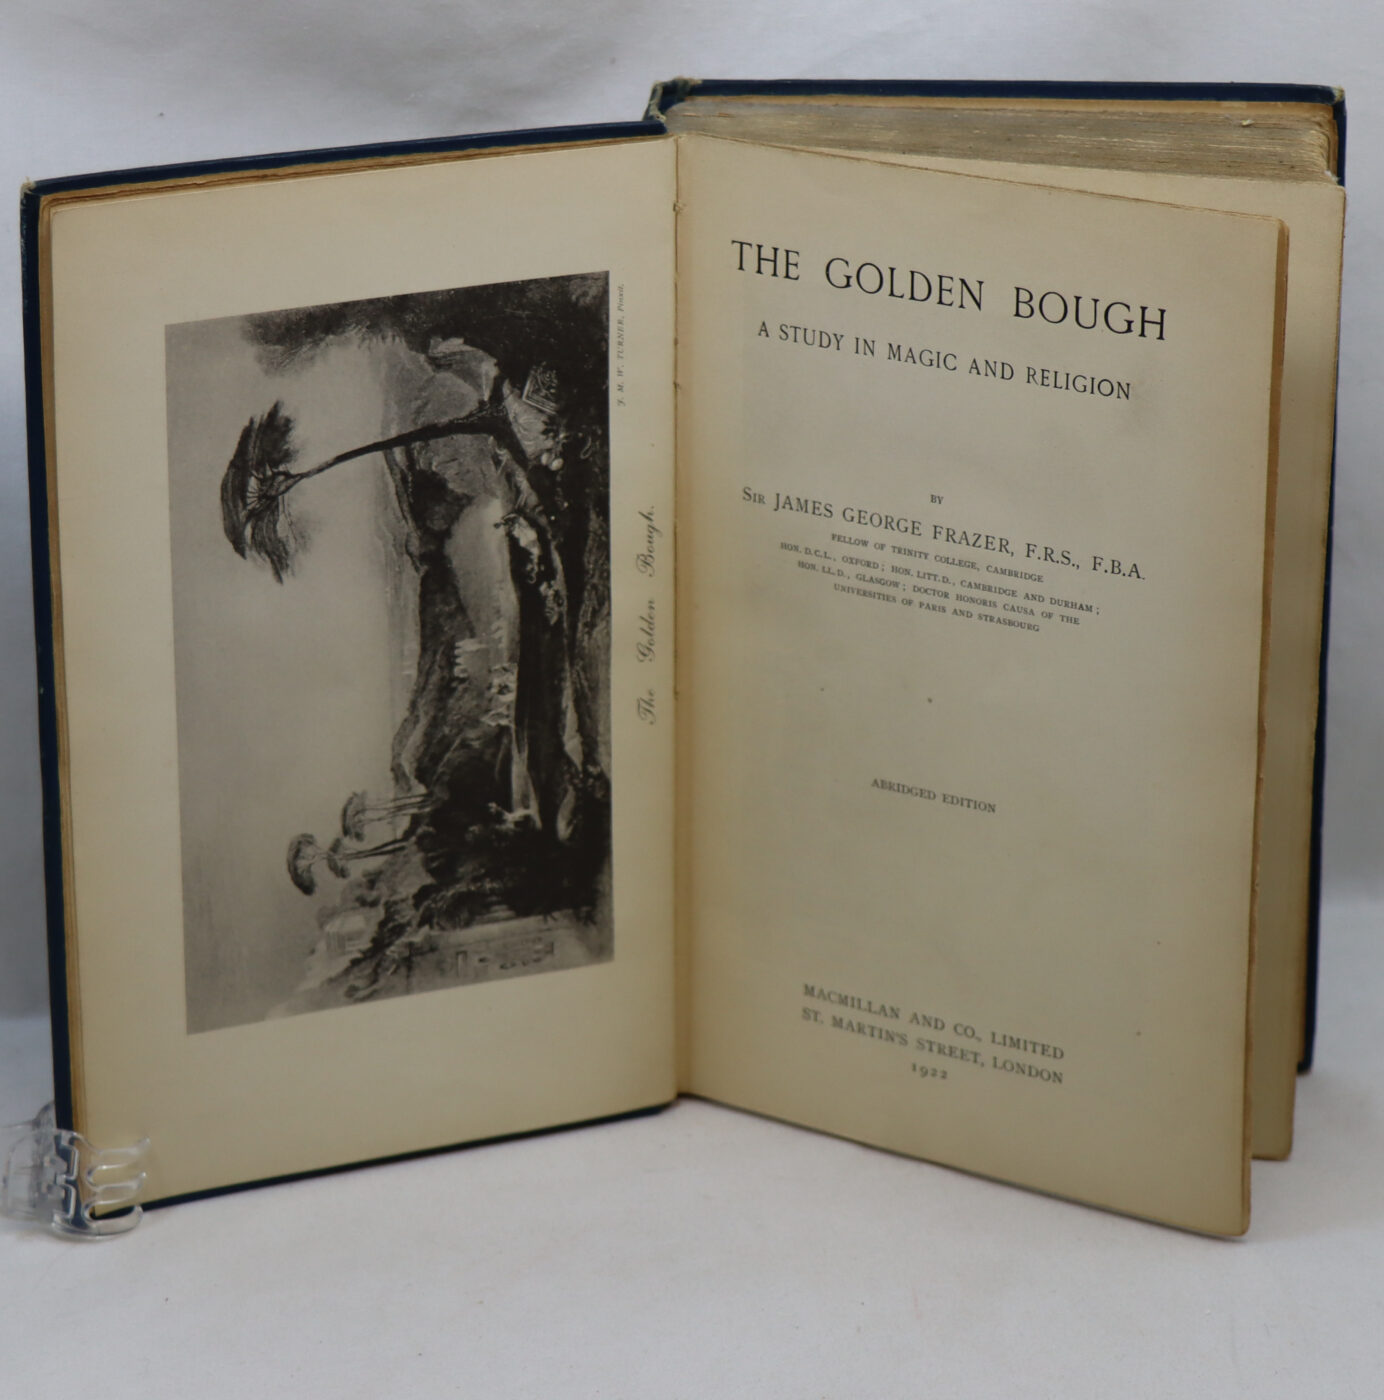 J. M. W. TURNER, Pinxit.
The Golden Bough.
THE GOLDEN BOUGH
A STUDY IN MAGIC AND RELIGION
BY
SIR JAMES GEORGE FRAZER, F.R.S., F.B.A.
FELLOW OF TRINITY COLLEGE, CAMBRIDGE
HON. D.C.L., OXFORD; HON. LITT.D., CAMBRIDGE AND DURHAM;
HON. LL.D., GLASGOW; DOCTOR HONORIS CAUSA OF THE
UNIVERSITIES OF PARIS AND STRASBOURG
ABRIDGED EDITION
MACMILLAN AND CO., LIMITED
ST. MARTIN'S STREET, LONDON
1922